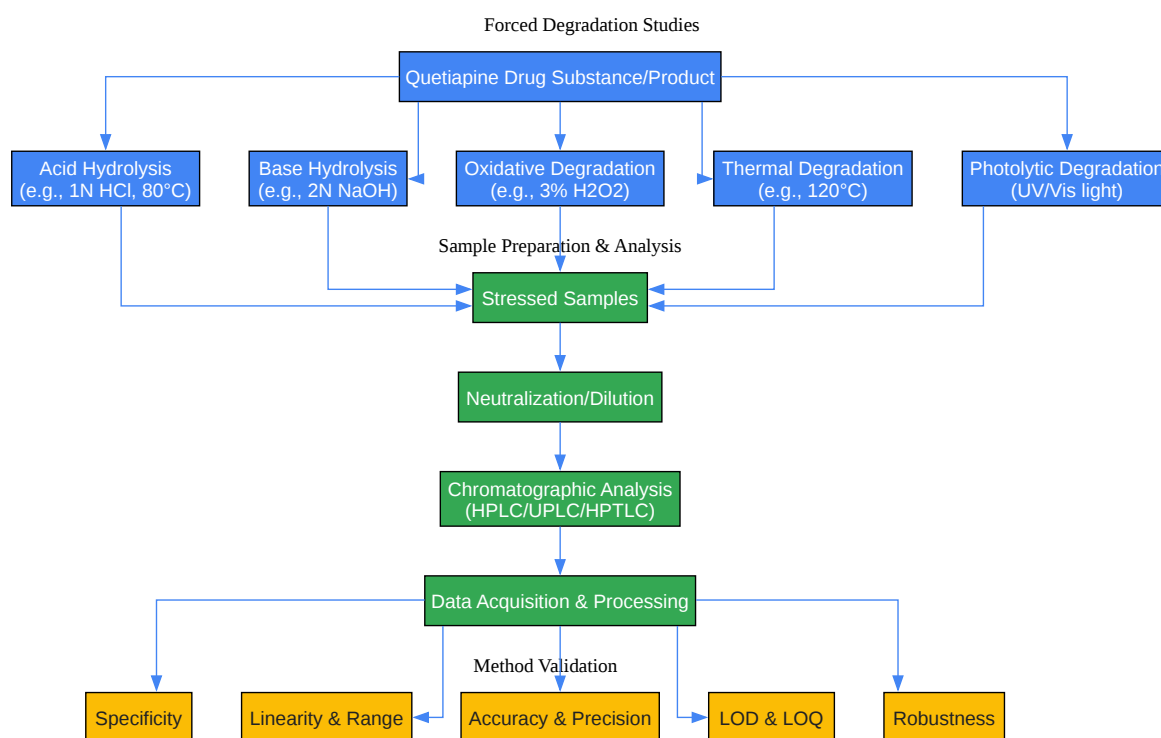 Forced Degradation Studies
Quetiapine Drug Substance/Product
Acid Hydrolysis
(e.g., 1N HCl, 80°C)
Base Hydrolysis
(e.g., 2N NaOH)
Oxidative Degradation
(e.g., 3% H2O2)
Thermal Degradation
(e.g., 120°C)
Photolytic Degradation
(UV/Vis light)
Sample Preparation & Analysis
Stressed Samples
Neutralization/Dilution
Chromatographic Analysis
(HPLC/UPLC/HPTLC)
Data Acquisition & Processing
Method Validation
Specificity
Linearity & Range
Accuracy & Precision
LOD & LOQ
Robustness